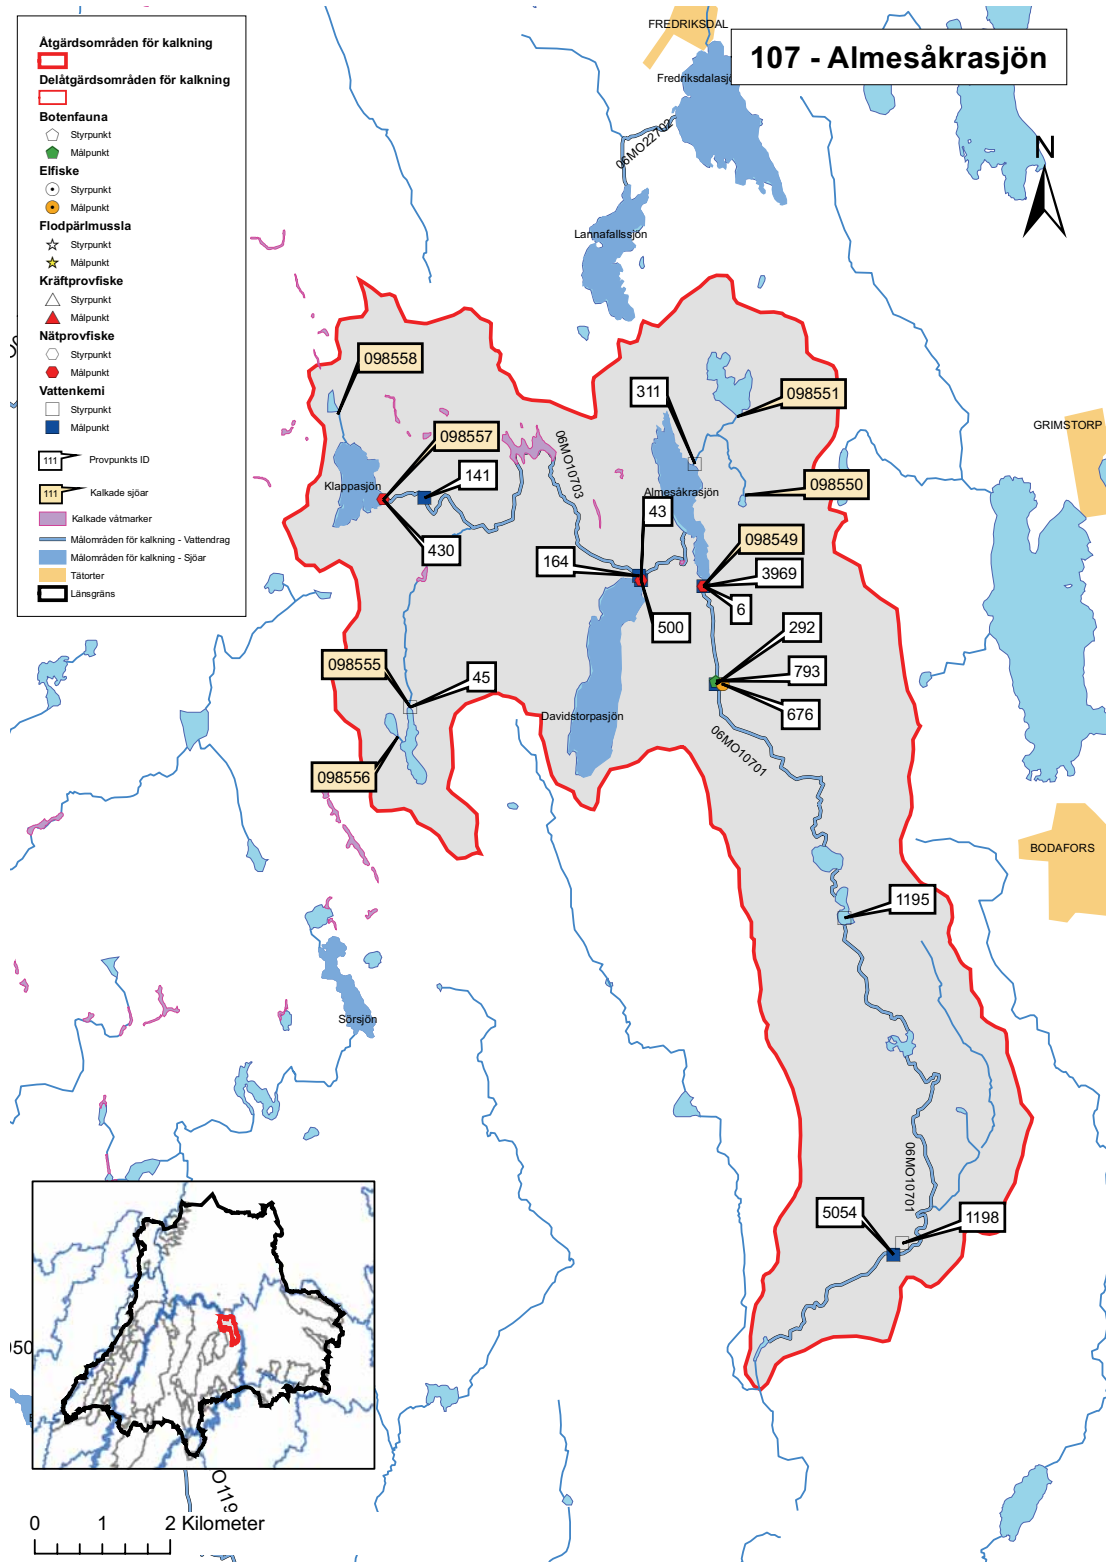 107 - Almesåkrasjön
Åtgärdsområden för kalkning
Delåtgärdsområden för kalkning
Botenfauna
Styrpunkt
Målpunkt
Elfiske
Styrpunkt
Målpunkt
Flodpärlmussla
Styrpunkt
Målpunkt
Kräftprovfiske
Styrpunkt
Målpunkt
Nätprovfiske
Styrpunkt
Målpunkt
Vattenkemi
Styrpunkt
Målpunkt
111 Provpunkts ID
111 Kalkade sjöar
Kalkade våtmarker
Målområden för kalkning - Vattendrag
Målområden för kalkning - Sjöar
Tätorter
Länsgräns
FREDRIKSDAL
Fredriksdalasj
06MO22702
N
Lannafallssjön
098558
311
098551
GRIMSTORP
098557
06MO10703
141
Klappasjön
098550
Almesåkrasjön
43
098549
430
164
3969
6
500
292
098555
45
793
676
Davidstorpasjön
06MO10701
098556
BODAFORS
1195
Sörsjön
06MO10701
5054
1198
050
O119
0 1 2 Kilometer